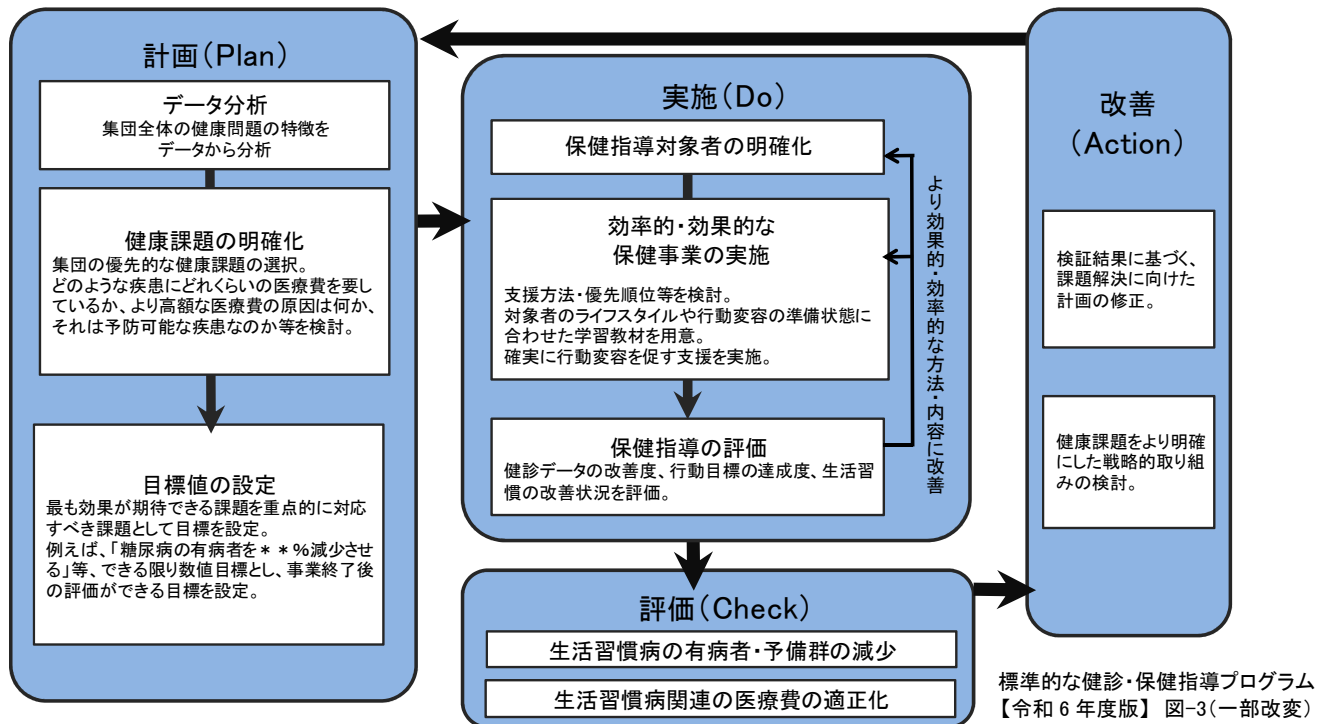 計画(Plan)
データ分析
集団全体の健康問題の特徴を
データから分析
健康課題の明確化
集団の優先的な健康課題の選択。
どのような疾患にどれくらいの医療費を要し
ているか、より高額な医療費の原因は何か、
それは予防可能な疾患なのか等を検討。
目標値の設定
最も効果が期待できる課題を重点的に対応
すべき課題として目標を設定。
例えば、「糖尿病の有病者を**%減少させ
る」等、できる限り数値目標とし、事業終了後
の評価ができる目標を設定。
実施(Do)
保健指導対象者の明確化
効率的・効果的な
保健事業の実施
支援方法・優先順位等を検討。
対象者のライフスタイルや行動変容の準備状態に
合わせた学習教材を用意。
確実に行動変容を促す支援を実施。
保健指導の評価
健診データの改善度、行動目標の達成度、生活習
慣の改善状況を評価。
より効果的・効率的な方法・内容に改善
評価(Check)
生活習慣病の有病者・予備群の減少
生活習慣病関連の医療費の適正化
改善
(Action)
検証結果に基づく、
課題解決に向けた
計画の修正。
健康課題をより明確
にした戦略的取り組
みの検討。
標準的な健診・保健指導プログラム
【令和6年度版】 図-3(一部改変)